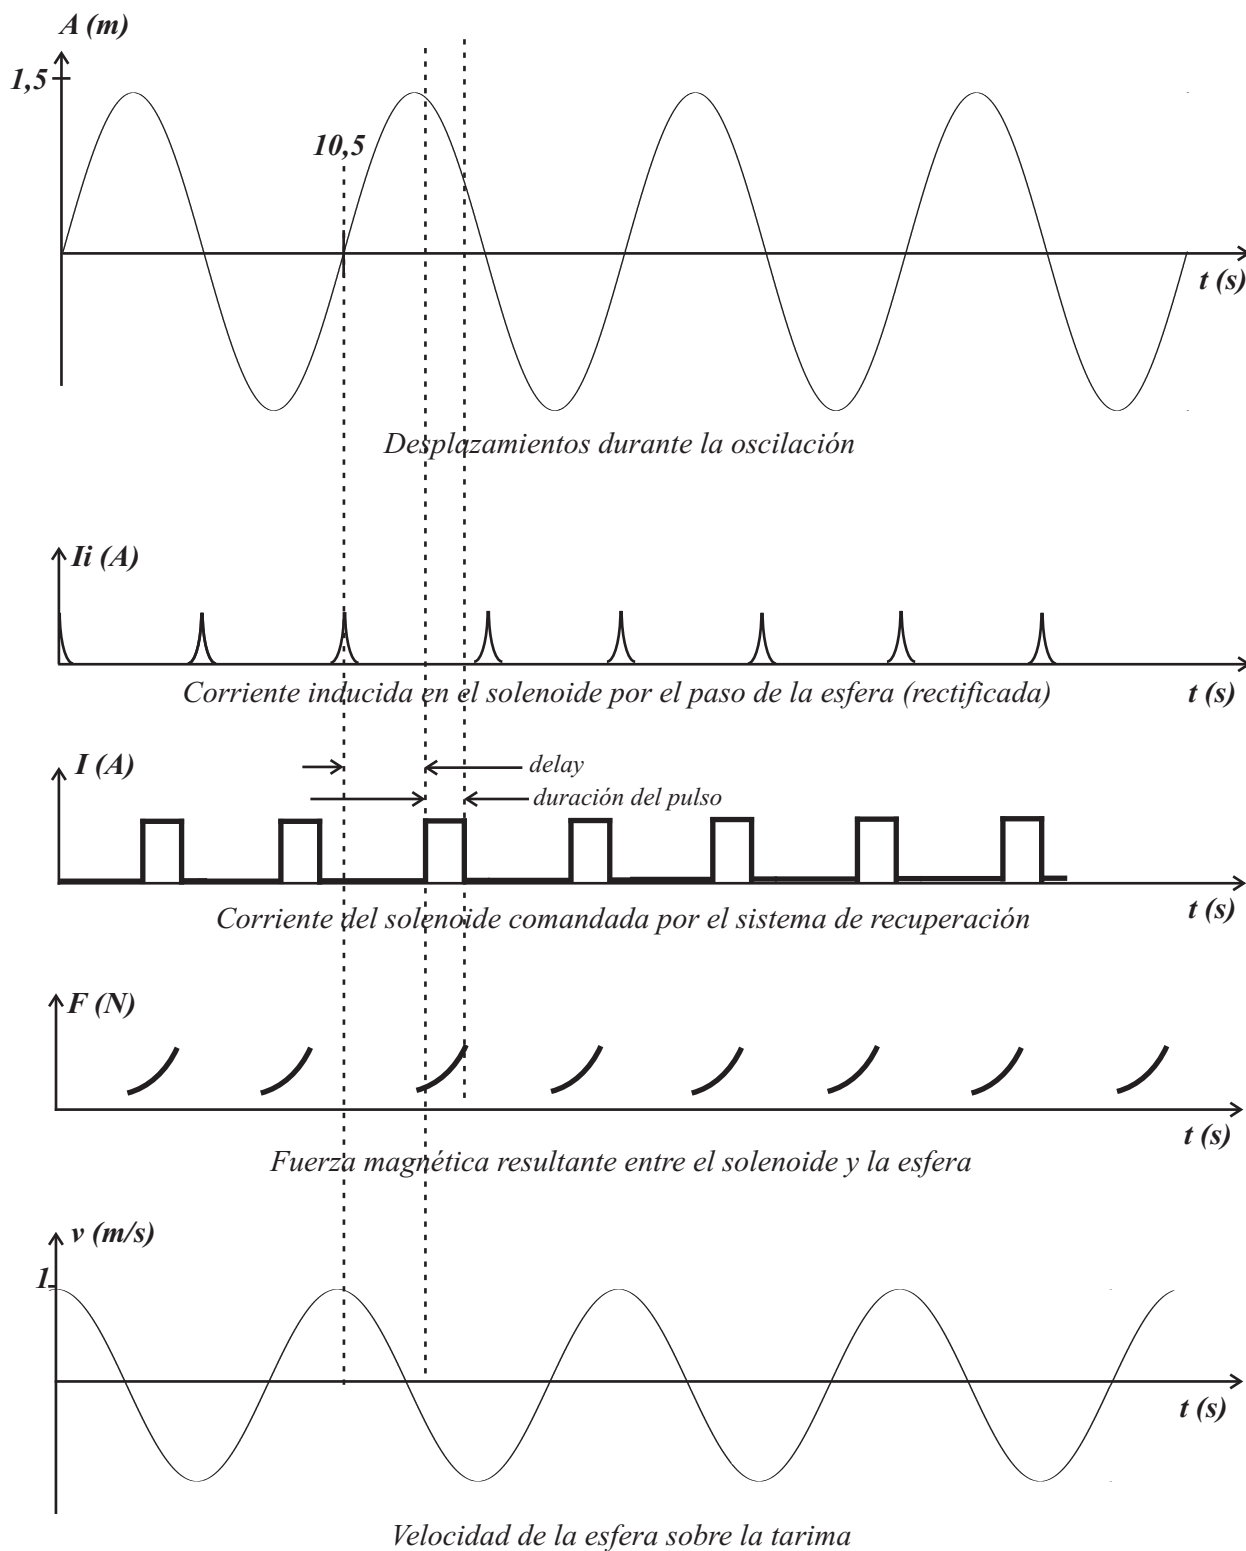 A (m)
1,5
10,5
t (s)
Desplazamientos durante la oscilación
Ii (A)
Corriente inducida en el solenoide por el paso de la esfera (rectificada)
t (s)
I (A)
delay
duración del pulso
t (s)
Corriente del solenoide comandada por el sistema de recuperación
F (N)
t (s)
Fuerza magnética resultante entre el solenoide y la esfera
v (m/s)
1
t (s)
Velocidad de la esfera sobre la tarima